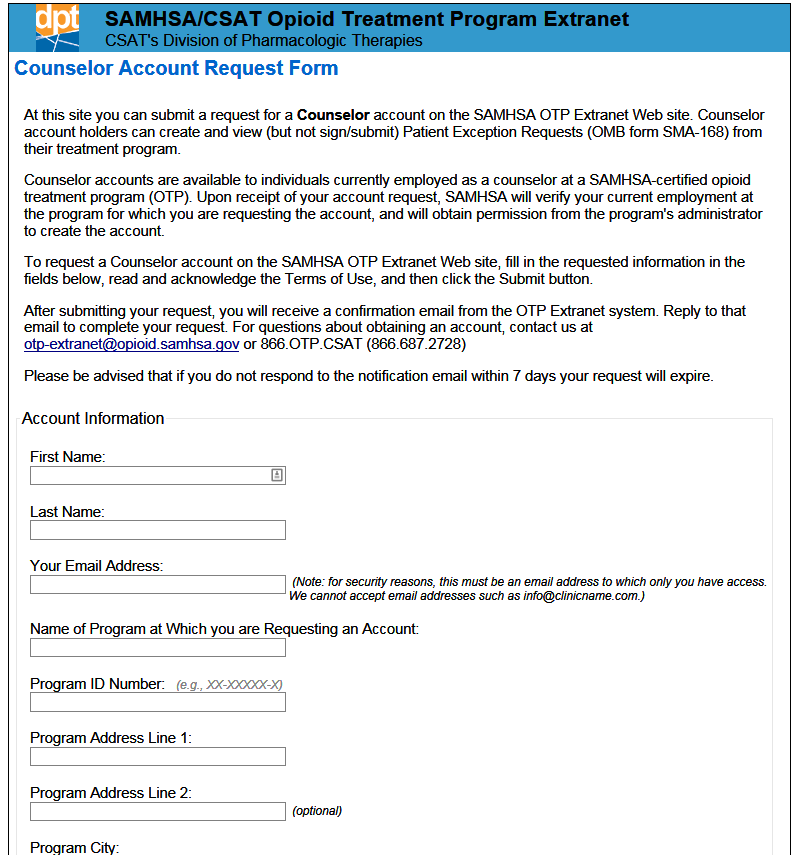 dpt
SAMHSA/CSAT Opioid Treatment Program Extranet
CSAT's Division of Pharmacologic Therapies
Counselor Account Request Form
At this site you can submit a request for a Counselor account on the SAMHSA OTP Extranet Web site. Counselor
account holders can create and view (but not sign/submit) Patient Exception Requests (OMB form SMA-168) from
their treatment program.
Counselor accounts are available to individuals currently employed as a counselor at a SAMHSA-certified opioid
treatment program (OTP). Upon receipt of your account request, SAMHSA will verify your current employment at
the program for which you are requesting the account, and will obtain permission from the program's administrator
to create the account.
To request a Counselor account on the SAMHSA OTP Extranet Web site, fill in the requested information in the
fields below, read and acknowledge the Terms of Use, and then click the Submit button.
After submitting your request, you will receive a confirmation email from the OTP Extranet system. Reply to that
email to complete your request. For questions about obtaining an account, contact us at
otp-extranet@opioid.samhsa.gov or 866.OTP.CSAT (866.687.2728)
Please be advised that if you do not respond to the notification email within 7 days your request will expire.
Account Information
First Name:
Last Name:
Your Email Address:
(Note: for security reasons, this must be an email address to which only you have access.
We cannot accept email addresses such as info@clinicname.com.)
Name of Program at Which you are Requesting an Account:
Program ID Number: (e.g., XX-XXXXX-X)
Program Address Line 1:
Program Address Line 2:
(optional)
Program City: